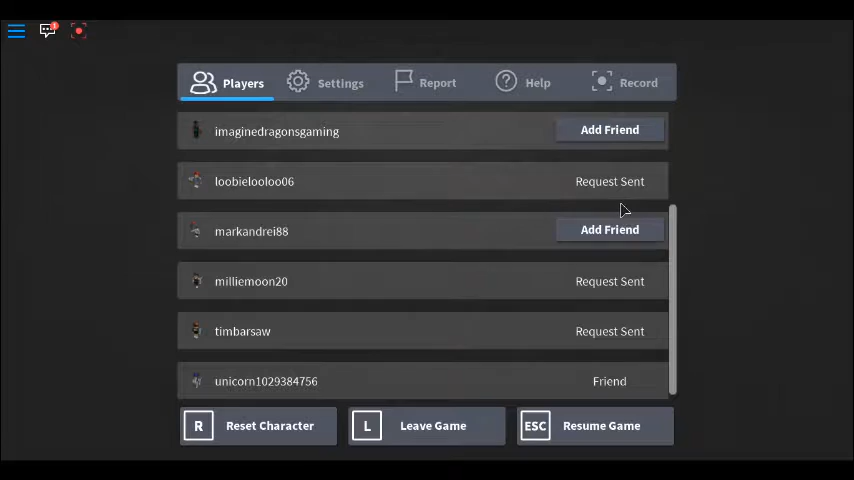 1
Players Settings Report Help Record
imaginedragonsgaming Add Friend
loobielooloo06 Request Sent
markandrei88 Add Friend
milliemoon20 Request Sent
timbarsaw Request Sent
unicorn1029384756 Friend
R Reset Character L Leave Game ESC Resume Game